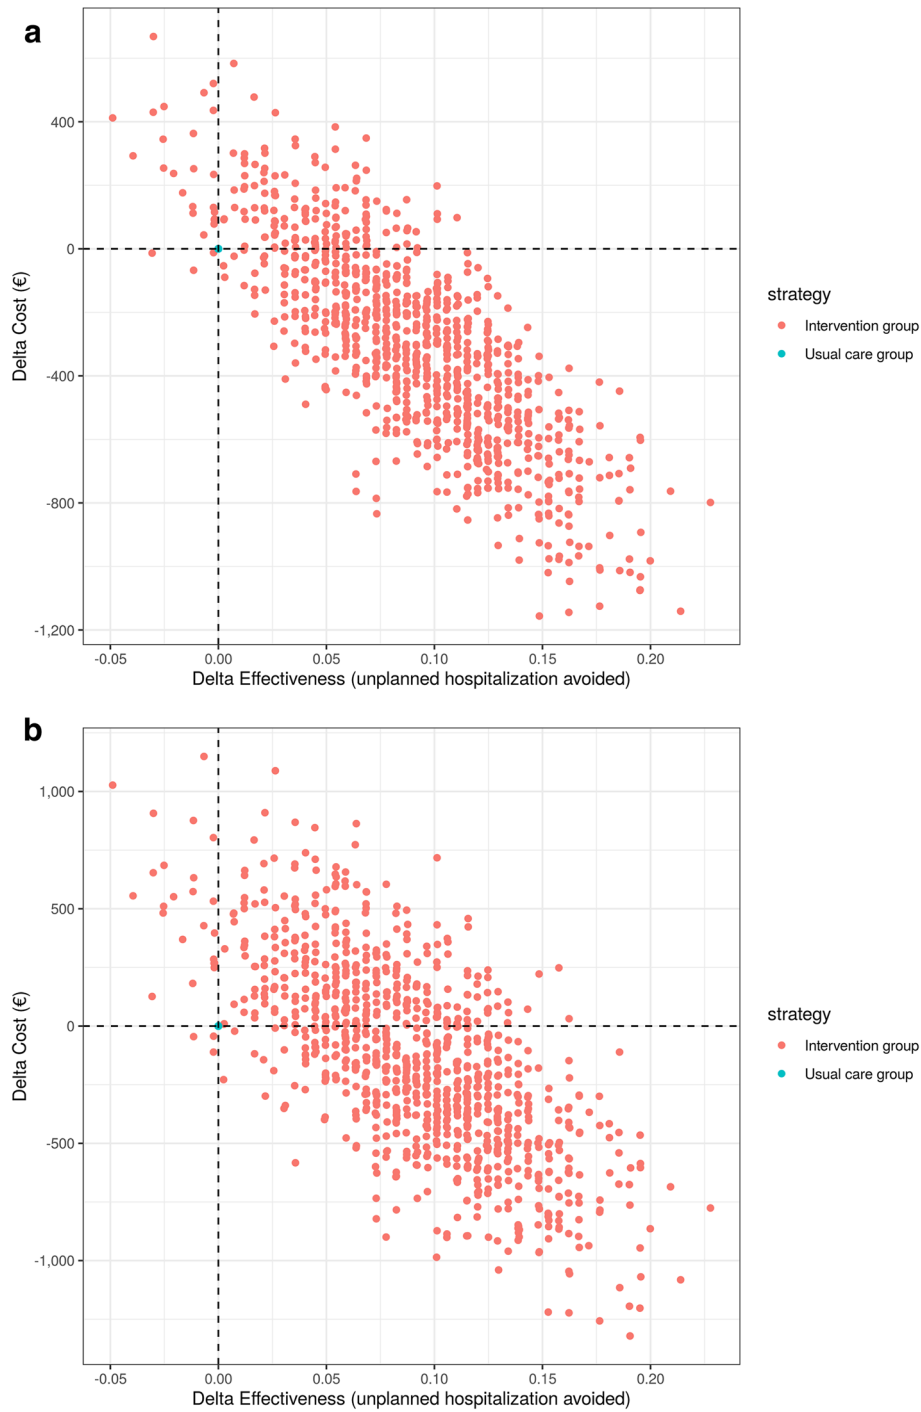 a
400
0
-400
-800
-1,200
Delta Cost (€)
-0.05 0.00 0.05 0.10 0.15 0.20
Delta Effectiveness (unplanned hospitalization avoided)
strategy
Intervention group
Usual care group
b
1,000
500
0
-500
-1,000
Delta Cost (€)
-0.05 0.00 0.05 0.10 0.15 0.20
Delta Effectiveness (unplanned hospitalization avoided)
strategy
Intervention group
Usual care group